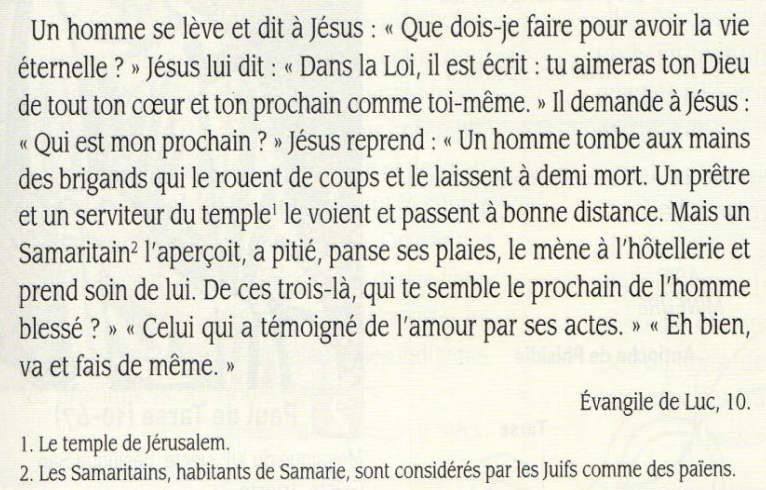 Un homme se lève et dit à Jésus : « Que dois-je faire pour avoir la vie
éternelle ? » Jésus lui dit : « Dans la Loi, il est écrit : tu aimeras ton Dieu
de tout ton cœur et ton prochain comme toi-même. » Il demande à Jésus :
« Qui est mon prochain ? » Jésus reprend : « Un homme tombe aux mains
des brigands qui le rouent de coups et le laissent à demi mort. Un prêtre
et un serviteur du temple¹ le voient et passent à bonne distance. Mais un
Samaritain² l'aperçoit, a pitié, panse ses plaies, le mène à l'hôtellerie et
prend soin de lui. De ces trois-là, qui te semble le prochain de l'homme
blessé ? » « Celui qui a témoigné de l'amour par ses actes. » « Eh bien,
va et fais de même. »
Évangile de Luc, 10.
1. Le temple de Jérusalem.
2. Les Samaritains, habitants de Samarie, sont considérés par les Juifs comme des païens.